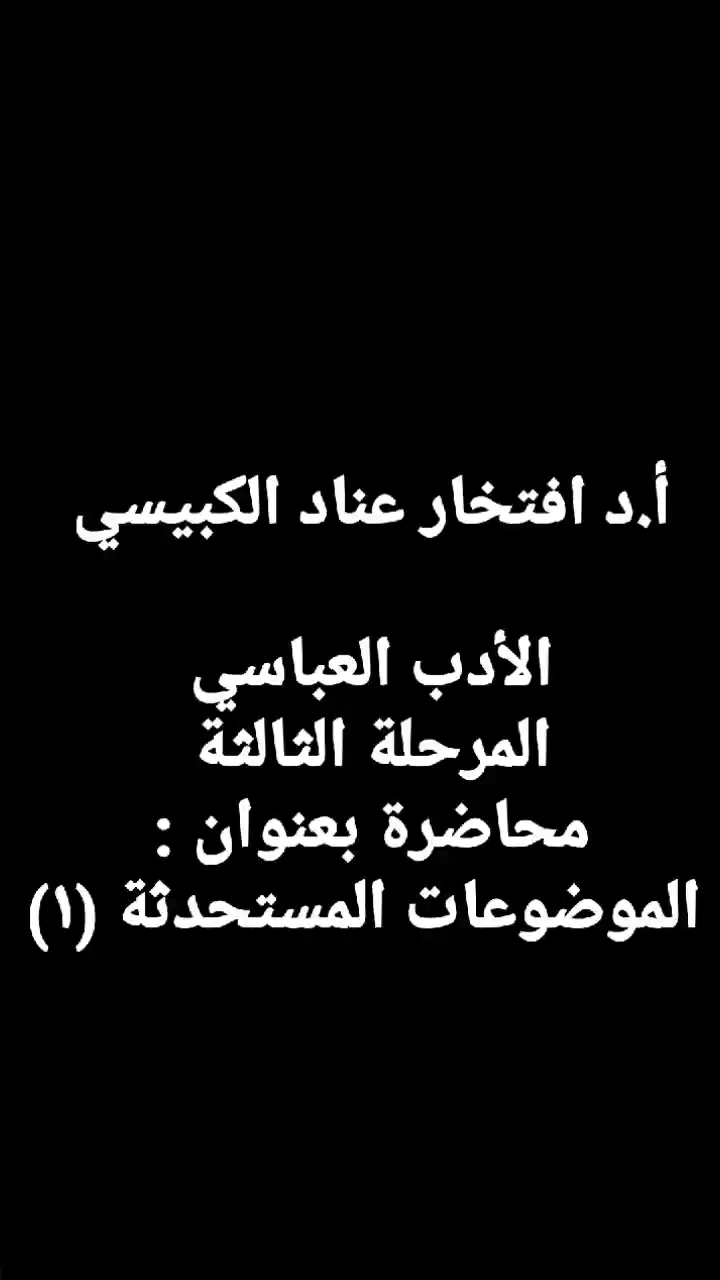 أ.د افتخار عناد الكبيسي
الأدب العباسي
المرحلة الثالثة
محاضرة بعنوان :
الموضوعات المستحدثة (١)